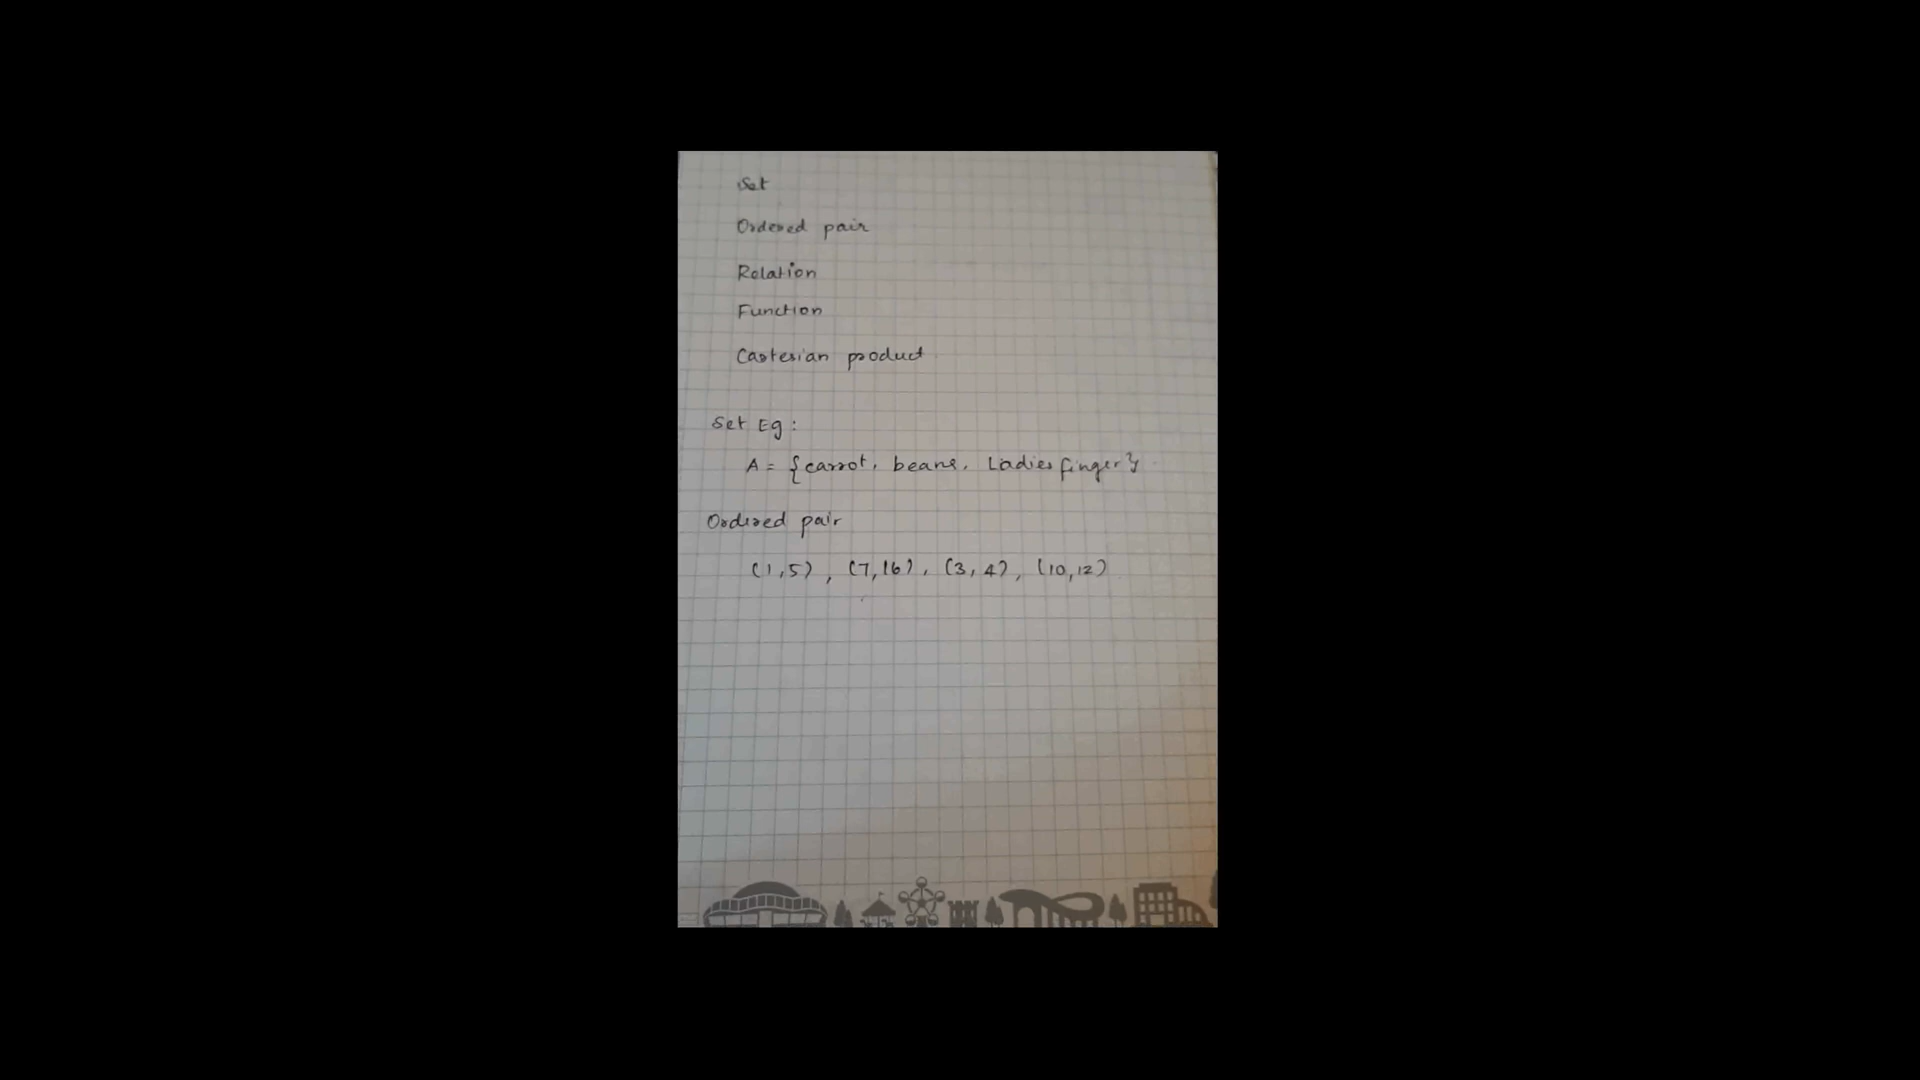 Set
Ordered pair
Relation
Function
Cartesian product
Set Eg:
A = {carrot, beans, Ladies finger}
Ordered pair
(1,5), (7,16), (3,4), (10,12)